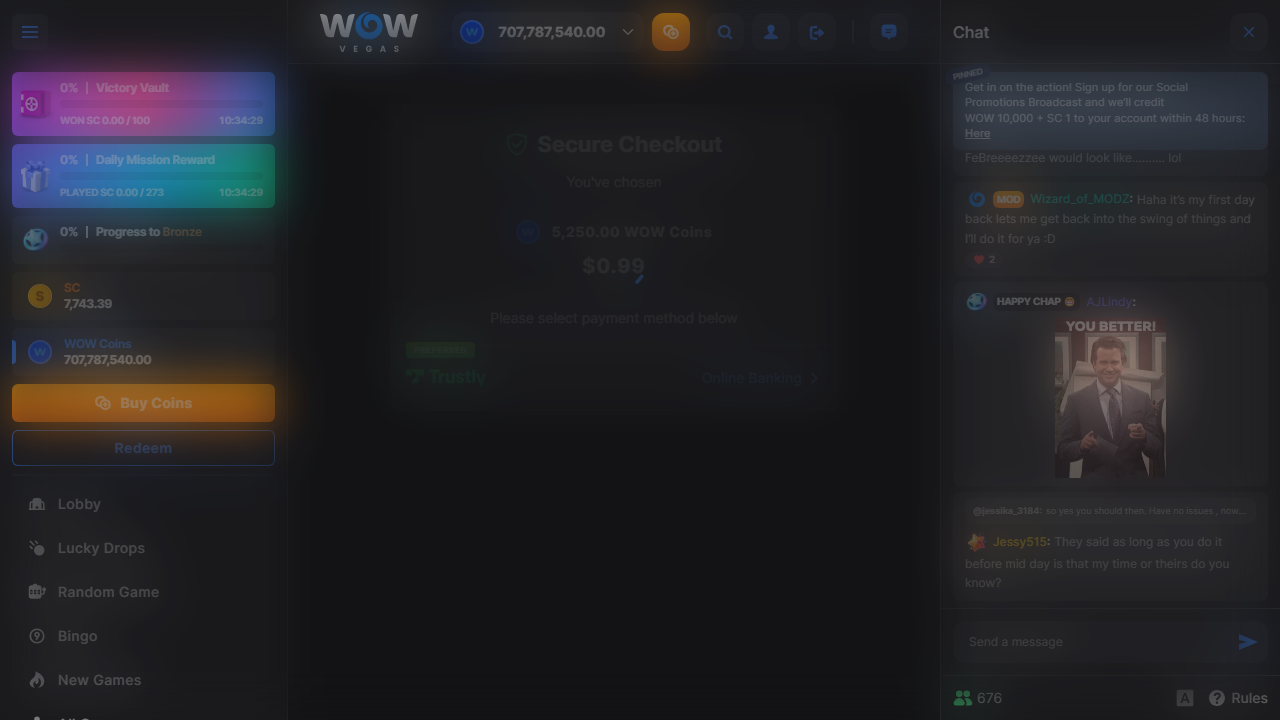 WOW
VEGAS
707,787,540.00
Chat
0% | Victory Vault
WON SC 0.00 / 100
10:34:29
0% | Daily Mission Reward
PLAYED SC 0.00 / 273
10:34:29
0% | Progress to Bronze
SC
7,743.39
WOW Coins
707,787,540.00
Buy Coins
Redeem
Lobby
Lucky Drops
Random Game
Bingo
New Games
Secure Checkout
You've chosen
5,250.00 WOW Coins
$0.99
Please select payment method below
PREFERRED
Trustly
Online Banking
PINNED
Get in on the action! Sign up for our Social
Promotions Broadcast and we'll credit
WOW 10,000 + SC 1 to your account within 48 hours:
Here
FeBreeeezzee would look like.......... lol
MOD Wizard_of_MODZ: Haha it's my first day
back lets me get back into the swing of things and
I'll do it for ya :D
2
HAPPY CHAP AJLindy:
YOU BETTER!
@jessika_3184: so yes you should then. Have no issues , now...
Jessy515: They said as long as you do it
before mid day is that my time or theirs do you
know?
Send a message
676
A
Rules